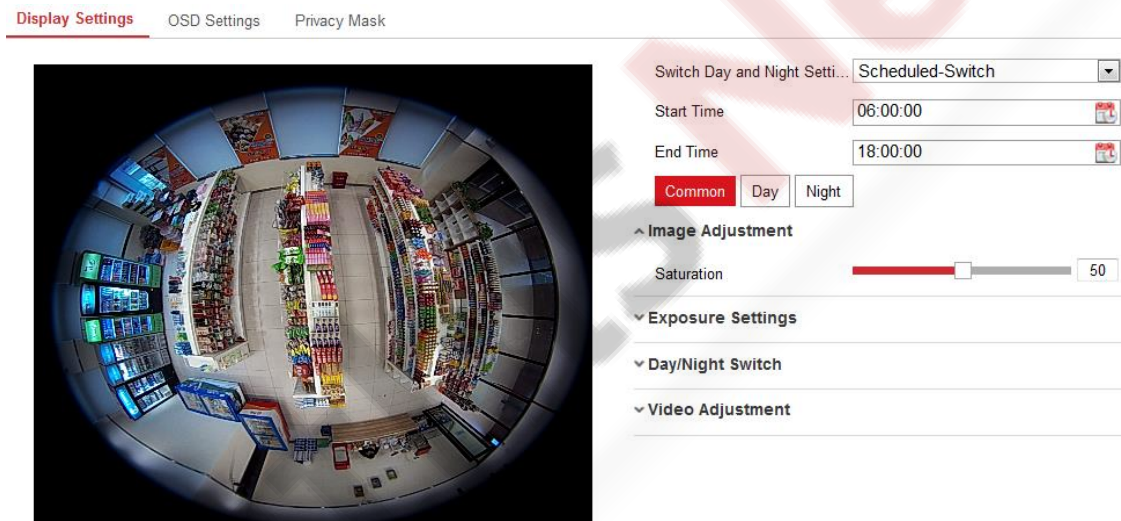 Display Settings OSD Settings Privacy Mask
Switch Day and Night Setti... Scheduled-Switch
Start Time 06:00:00
End Time 18:00:00
Common Day Night
Image Adjustment
Saturation 50
Exposure Settings
Day/Night Switch
Video Adjustment